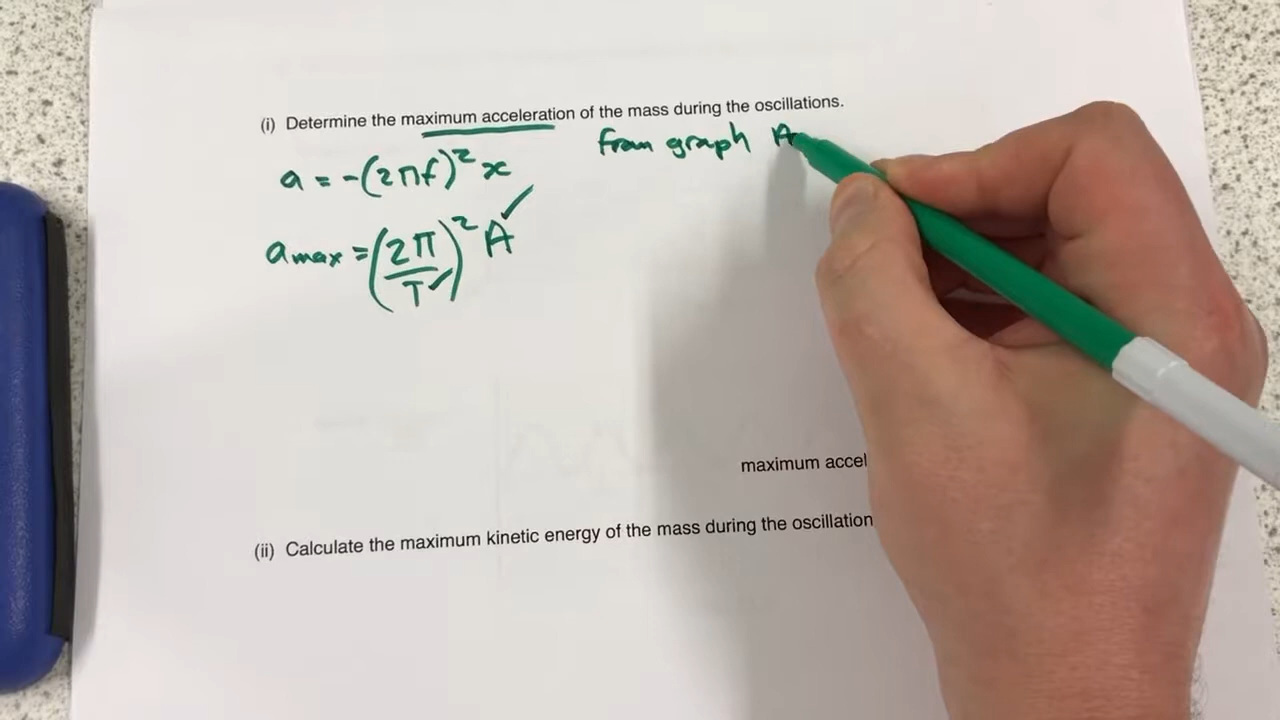 (i) Determine the maximum acceleration of the mass during the oscillations.
from graph A
a = -(2πf)² x
a max = (2π/T)² A
maximum accel
(ii) Calculate the maximum kinetic energy of the mass during the oscillation